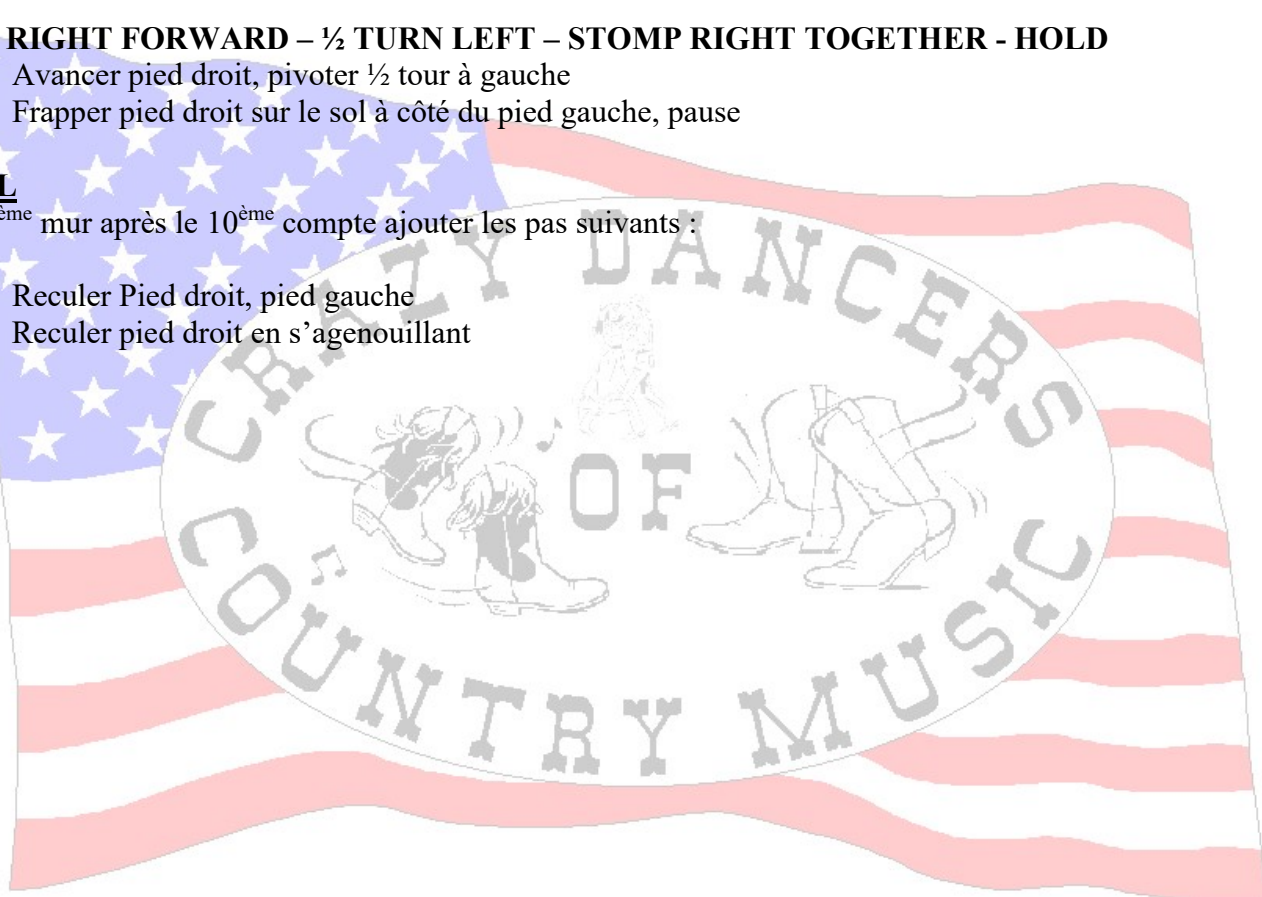 RIGHT FORWARD – ½ TURN LEFT – STOMP RIGHT TOGETHER - HOLD
Avancer pied droit, pivoter ½ tour à gauche
Frapper pied droit sur le sol à côté du pied gauche, pause
L
ème mur après le 10ème compte ajouter les pas suivants :
Reculer Pied droit, pied gauche
Reculer pied droit en s’agenouillant
CRAZY DANCERS
OF
COUNTRY MUSIC